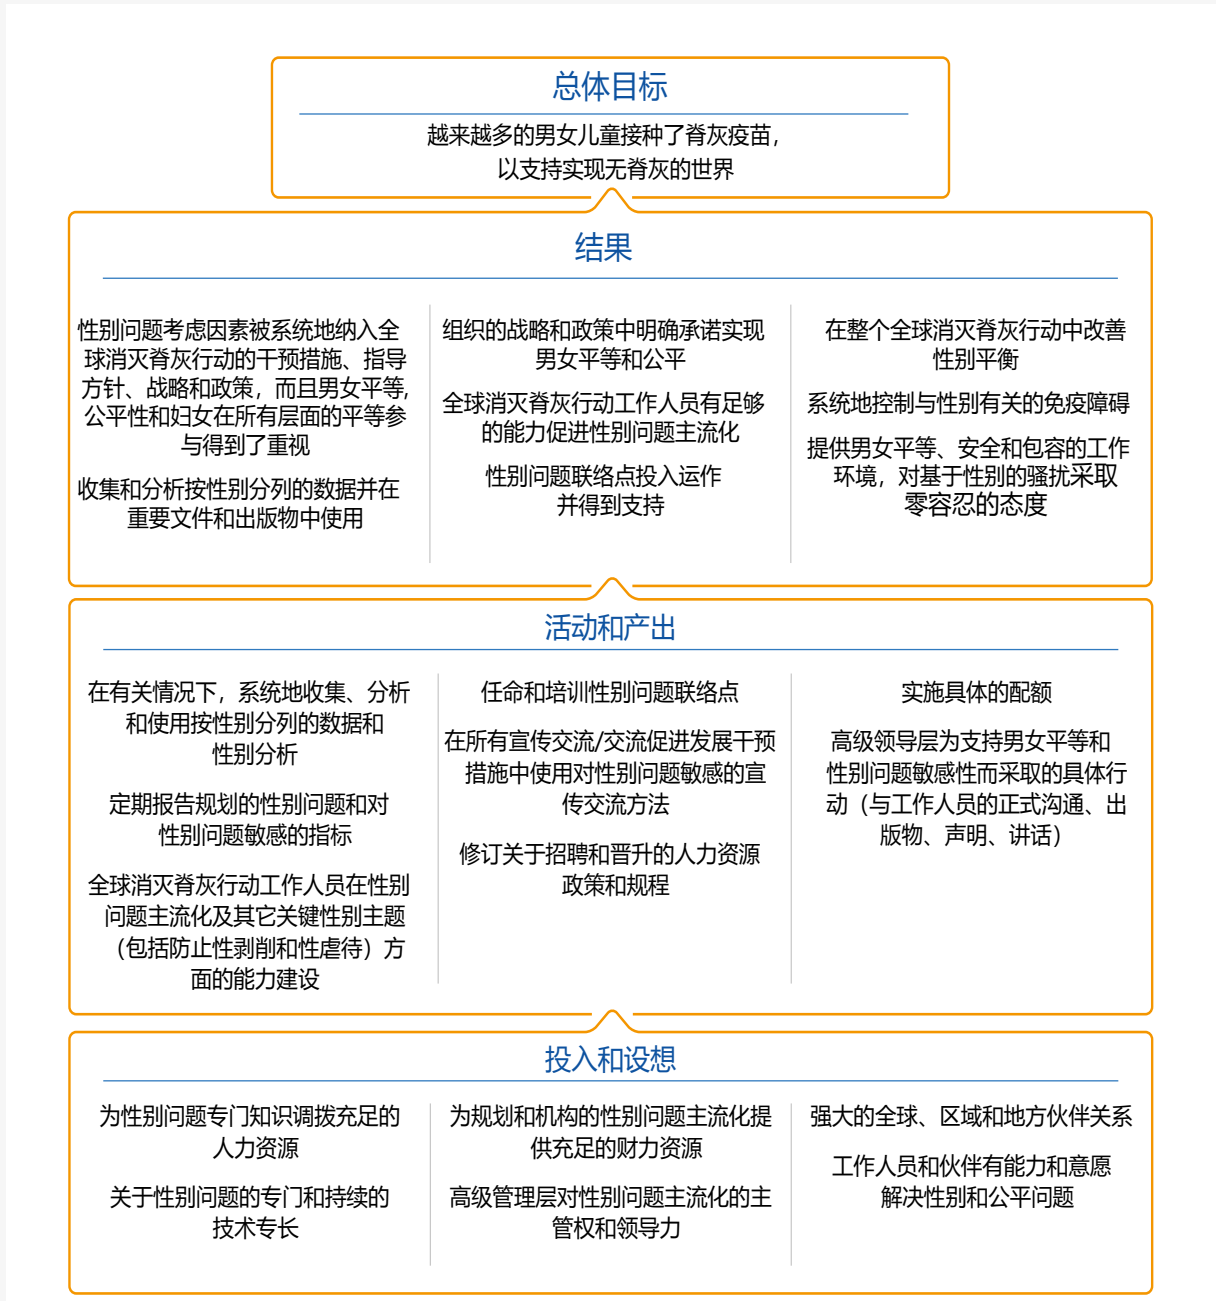 总体目标
越来越多的男女儿童接种了脊灰疫苗，
以支持实现无脊灰的世界
结果
性别问题考虑因素被系统地纳入全
球消灭脊灰行动的干预措施、指导
方针、战略和政策，而且男女平等,
公平性和妇女在所有层面的平等参
与得到了重视
收集和分析按性别分列的数据并在
重要文件和出版物中使用
组织的战略和政策中明确承诺实现
男女平等和公平
全球消灭脊灰行动工作人员有足够
的能力促进性别问题主流化
性别问题联络点投入运作
并得到支持
在整个全球消灭脊灰行动中改善
性别平衡
系统地控制与性别有关的免疫障碍
提供男女平等、安全和包容的工作
环境，对基于性别的骚扰采取
零容忍的态度
活动和产出
在有关情况下，系统地收集、分析
和使用按性别分列的数据和
性别分析
定期报告规划的性别问题和对
性别问题敏感的指标
全球消灭脊灰行动工作人员在性别
问题主流化及其它关键性别主题
（包括防止性剥削和性虐待）方
面的能力建设
任命和培训性别问题联络点
在所有宣传交流/交流促进发展干预
措施中使用对性别问题敏感的宣
传交流方法
修订关于招聘和晋升的人力资源
政策和规程
实施具体的配额
高级领导层为支持男女平等和
性别问题敏感性而采取的具体行
动（与工作人员的正式沟通、出
版物、声明、讲话）
投入和设想
为性别问题专门知识调拨充足的
人力资源
关于性别问题的专门和持续的
技术专长
为规划和机构的性别问题主流化提
供充足的财力资源
高级管理层对性别问题主流化的主
管权和领导力
强大的全球、区域和地方伙伴关系
工作人员和伙伴有能力和意愿
解决性别和公平问题